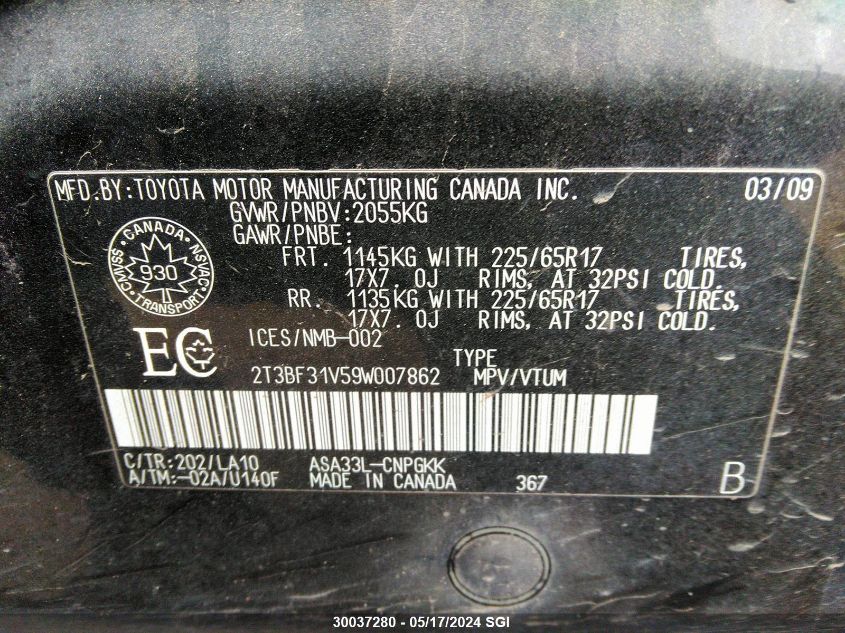 MFD.BY:TOYOTA MOTOR MANUFACTURING CANADA INC. 03/09
GVWR/PNBV:2055KG
GAWR/PNBE:
FRT. 1145KG WITH 225/65R17 TIRES,
17X7.0J RIMS, AT 32PSI COLD.
RR. 1135KG WITH 225/65R17 TIRES,
17X7.0J RIMS, AT 32PSI COLD.
CANADA
CMVSS 930 NSVAC
TRANSPORT
EC
ICES/NMB-002
TYPE
2T3BF31V59W007862 MPV/VTUM
C/TR:202/LA10 ASA33L-CNPGKK
A/TM:-02A/U140F MADE IN CANADA 367 B
30037280 - 05/17/2024 SGI